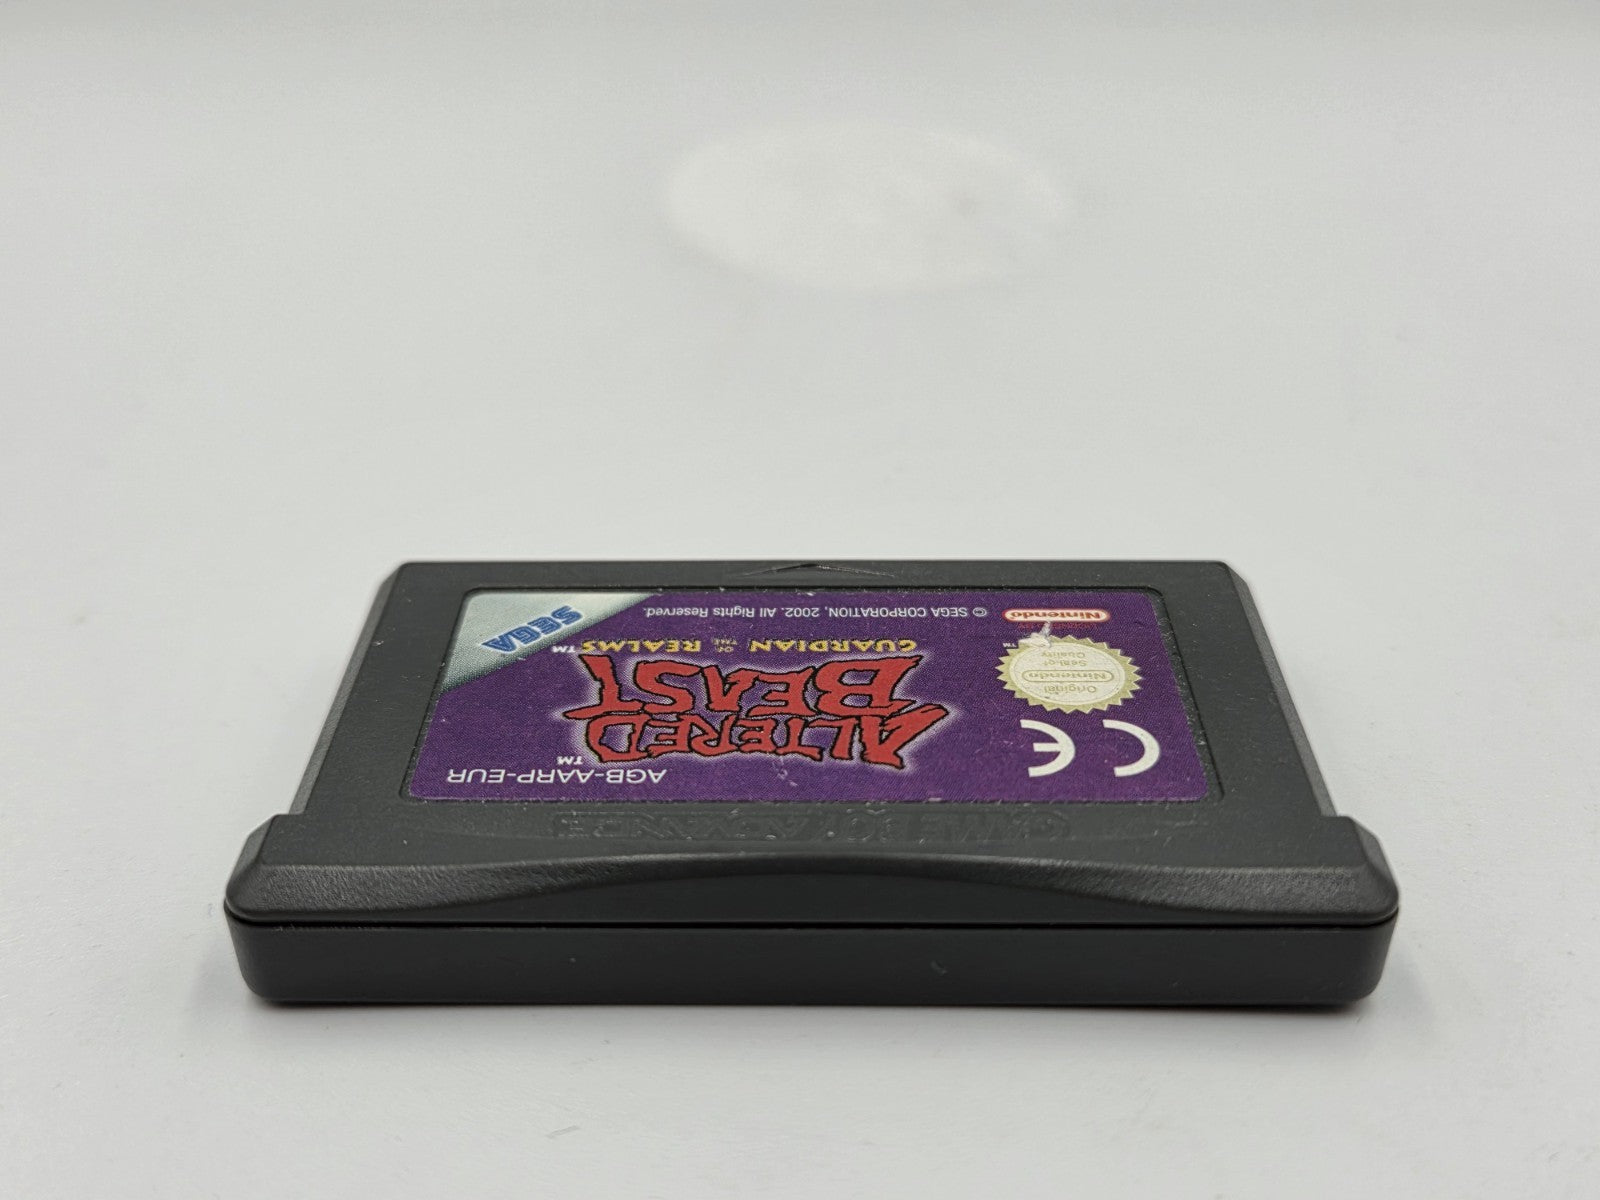 GAME BOY ADVANCE
AGB-AARP-EUR
CE
ALTERED™
BEAST
GUARDIAN OF THE REALMS™
Original
Nintendo
Seal of
Quality
TM
Nintendo
© SEGA CORPORATION, 2002. All Rights Reserved.
SEGA